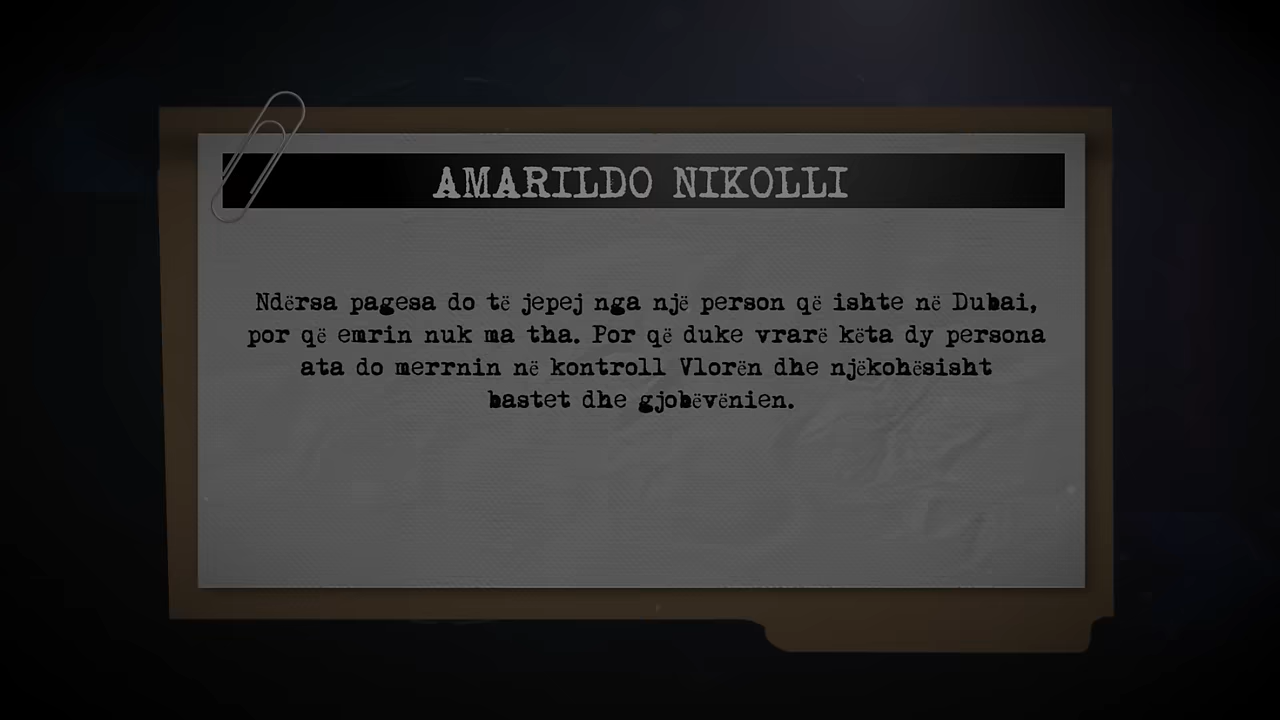 AMARILDO NIKOLLI
Ndërsa pagesa do të jepej nga një person që ishte në Dubai,
por që emrin nuk ma tha. Por që duke vrarë këta dy persona
ata do merrnin në kontroll Vlorën dhe njëkohësisht
bastet dhe gjobëvënien.